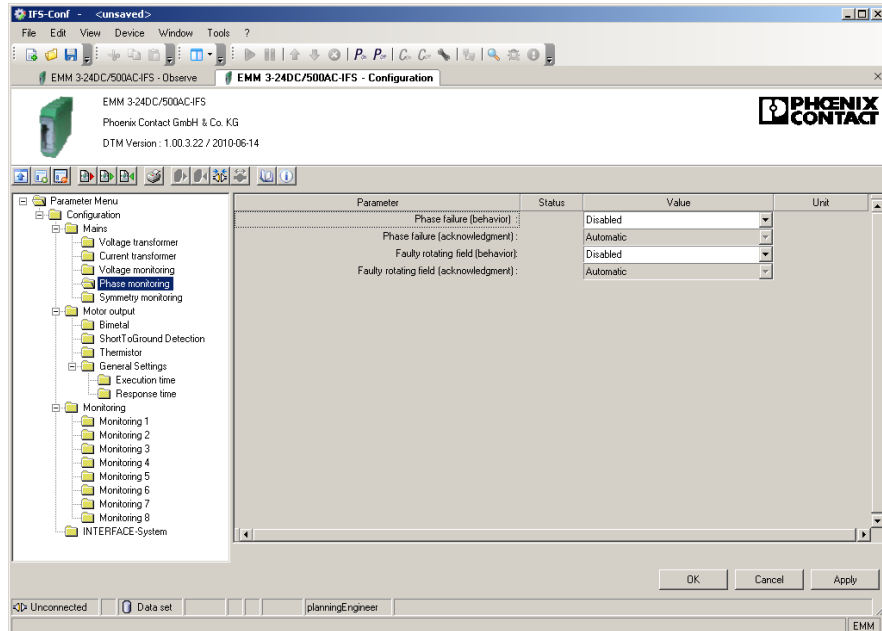 IFS-Conf - <unsaved>
File Edit View Device Window Tools ?
EMM 3-24DC/500AC-IFS - Observe
EMM 3-24DC/500AC-IFS - Configuration
EMM 3-24DC/500AC-IFS
Phoenix Contact GmbH & Co. KG
DTM Version : 1.00.3.22 / 2010-06-14
PHŒNIX
CONTACT
Parameter Menu
Configuration
Mains
Voltage transformer
Current transformer
Voltage monitoring
Phase monitoring
Symmetry monitoring
Motor output
Bimetal
ShortToGround Detection
Thermistor
General Settings
Execution time
Response time
Monitoring
Monitoring 1
Monitoring 2
Monitoring 3
Monitoring 4
Monitoring 5
Monitoring 6
Monitoring 7
Monitoring 8
INTERFACE-System
Parameter Status Value Unit
Phase failure (behavior) : Disabled
Phase failure (acknowledgment) : Automatic
Faulty rotating field (behavior): Disabled
Faulty rotating field (acknowledgment) : Automatic
OK Cancel Apply
Unconnected Data set planningEngineer
EMM